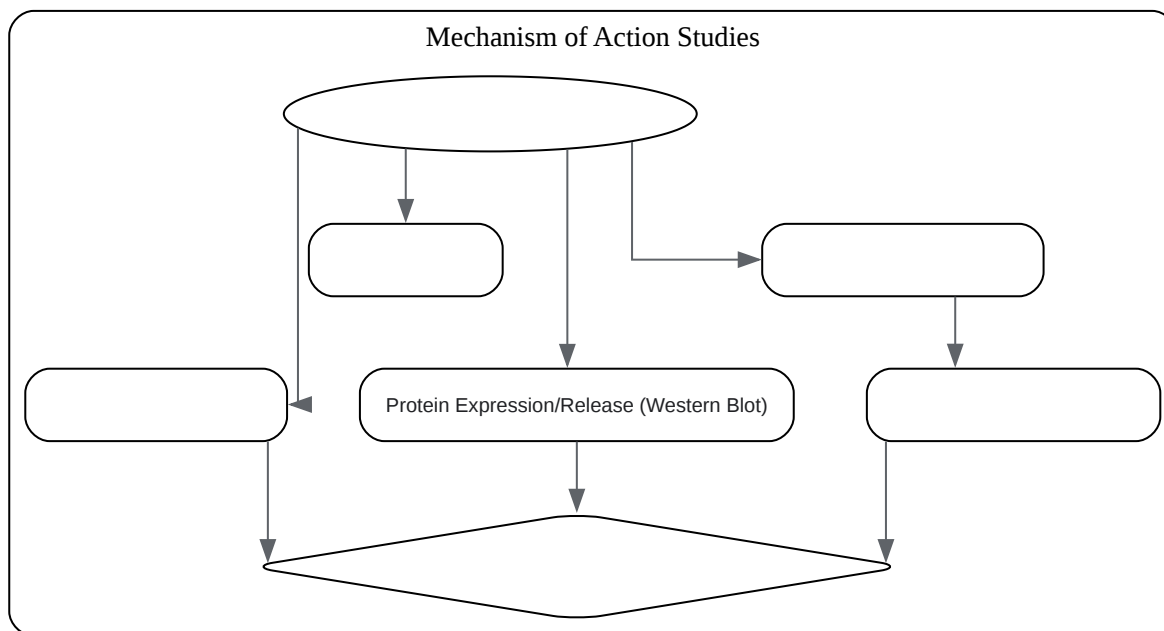 Mechanism of Action Studies
Protein Expression/Release (Western Blot)